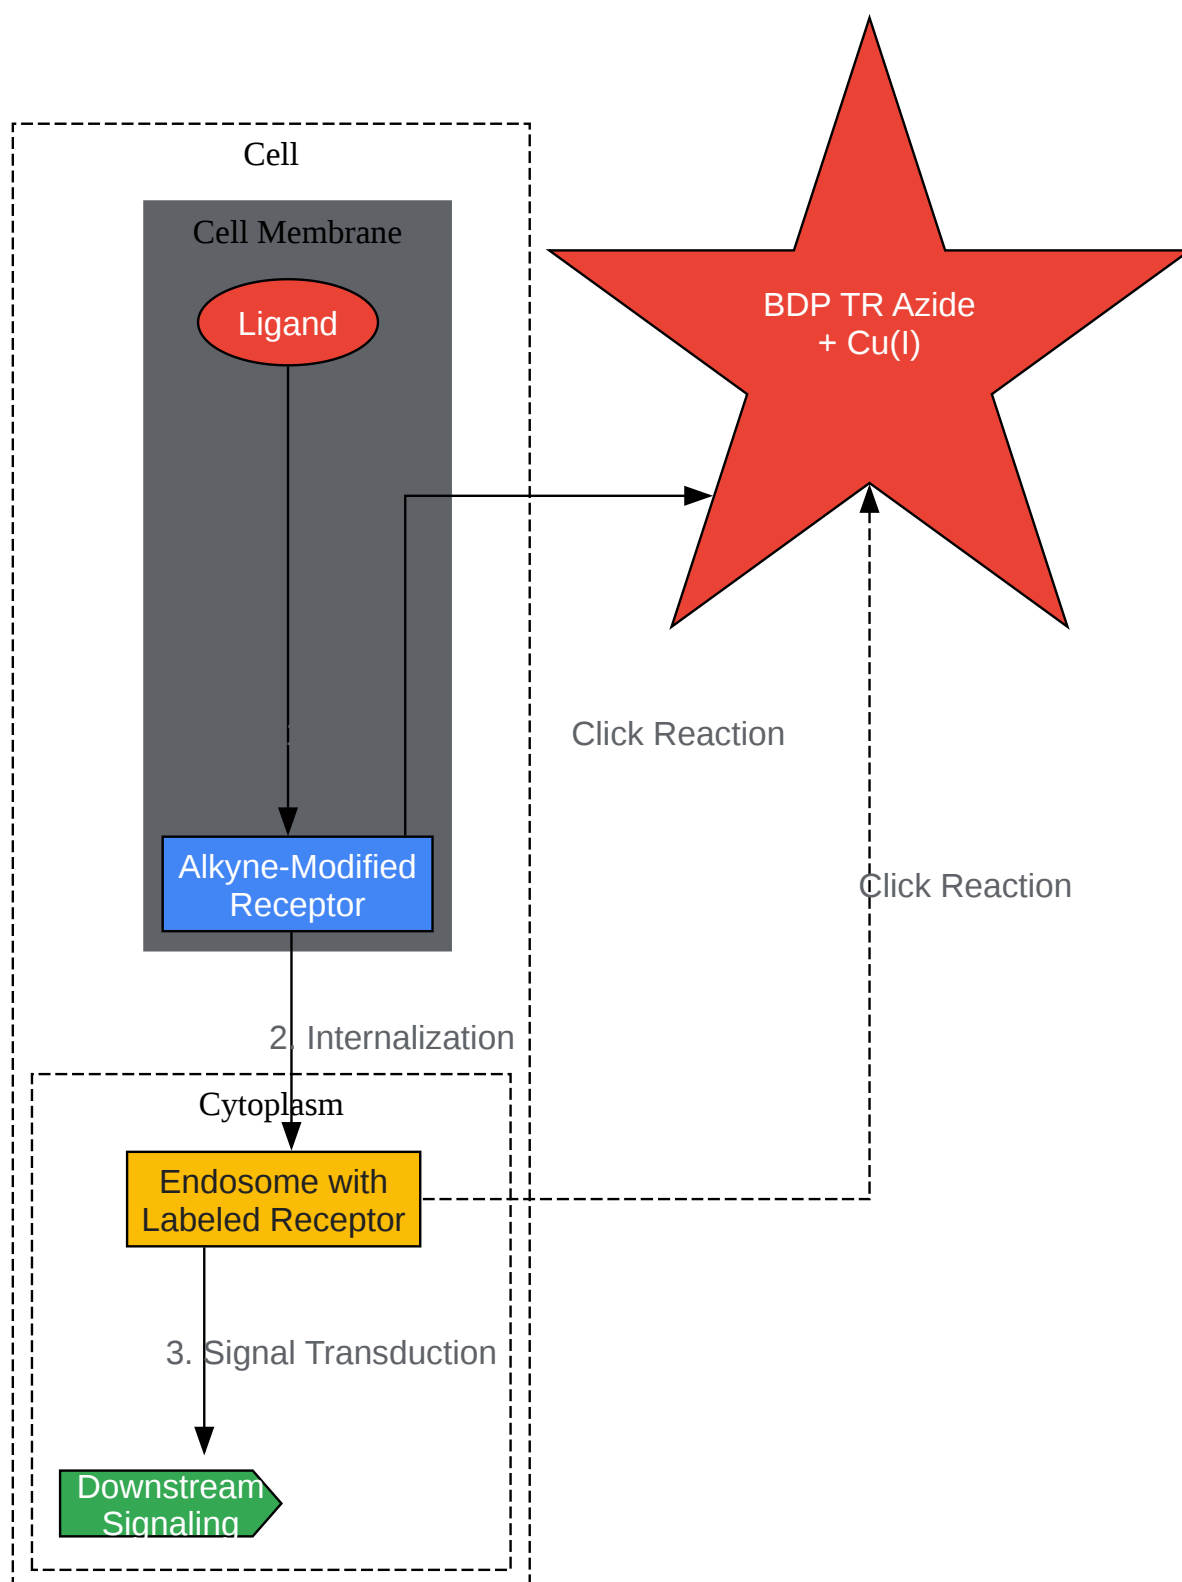 Cell
Cell Membrane
Ligand
BDP TR Azide
+ Cu(I)
Click Reaction
Alkyne-Modified
Receptor
Click Reaction
2. Internalization
Cytoplasm
Endosome with
Labeled Receptor
3. Signal Transduction
Downstream
Signaling